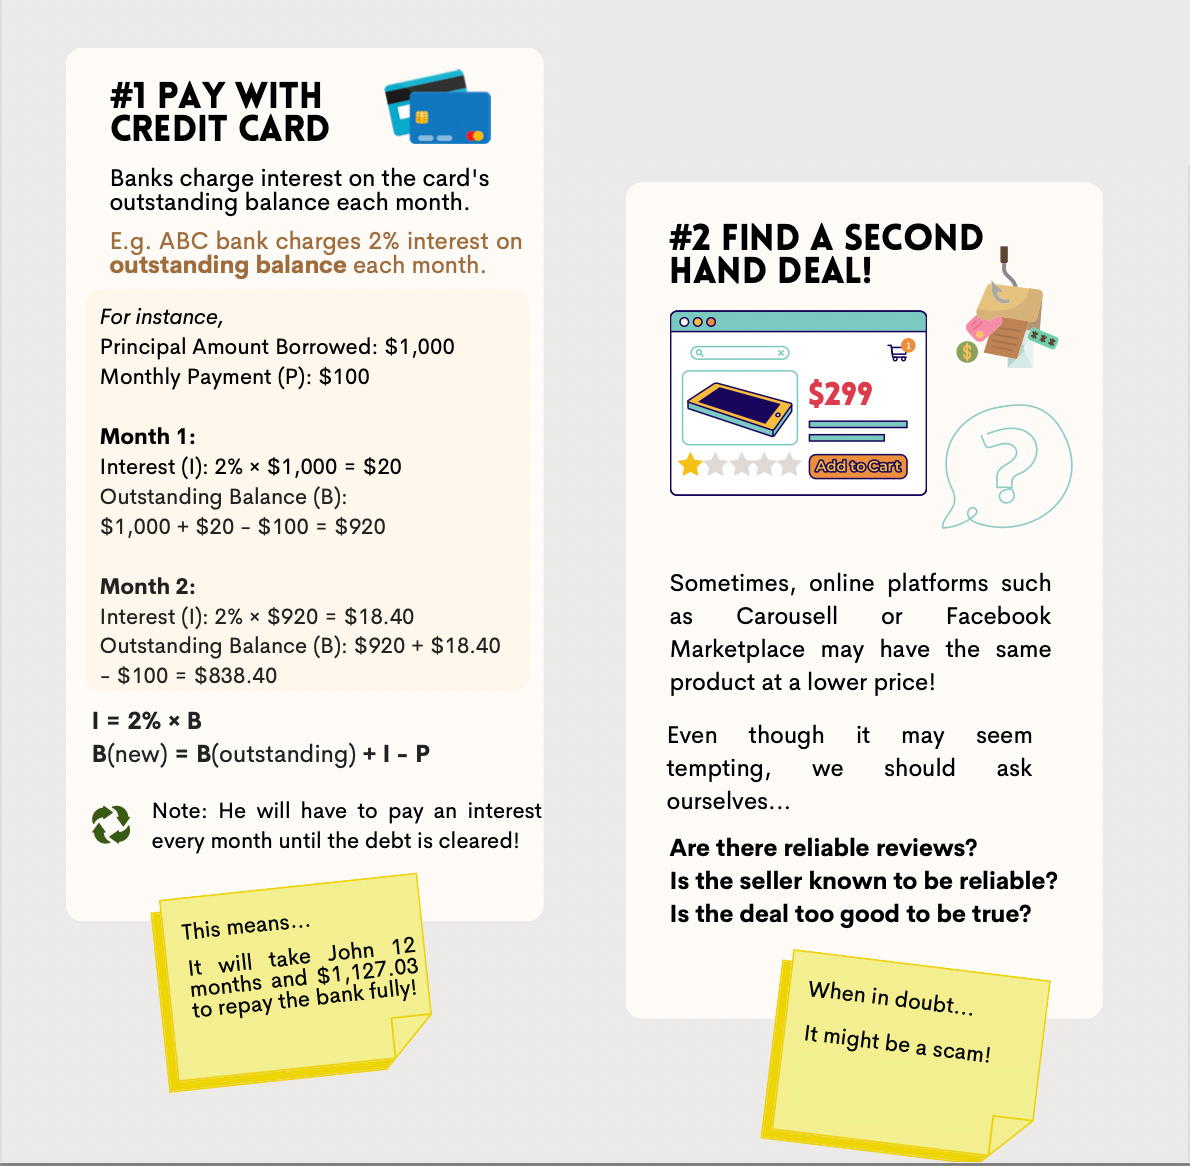 #1 PAY WITH
CREDIT CARD
Banks charge interest on the card's
outstanding balance each month.
E.g. ABC bank charges 2% interest on
outstanding balance each month.
For instance,
Principal Amount Borrowed: $1,000
Monthly Payment (P): $100
Month 1:
Interest (I): 2% × $1,000 = $20
Outstanding Balance (B):
$1,000 + $20 - $100 = $920
Month 2:
Interest (I): 2% × $920 = $18.40
Outstanding Balance (B): $920 + $18.40
- $100 = $838.40
I = 2% × B
B(new) = B(outstanding) + I - P
Note: He will have to pay an interest
every month until the debt is cleared!
This means...
It will take John 12
months and $1,127.03
to repay the bank fully!
#2 FIND A SECOND
HAND DEAL!
1
$299
Add to Cart
$
?
Sometimes, online platforms such
as Carousell or Facebook
Marketplace may have the same
product at a lower price!
Even though it may seem
tempting, we should ask
ourselves...
Are there reliable reviews?
Is the seller known to be reliable?
Is the deal too good to be true?
When in doubt...
It might be a scam!